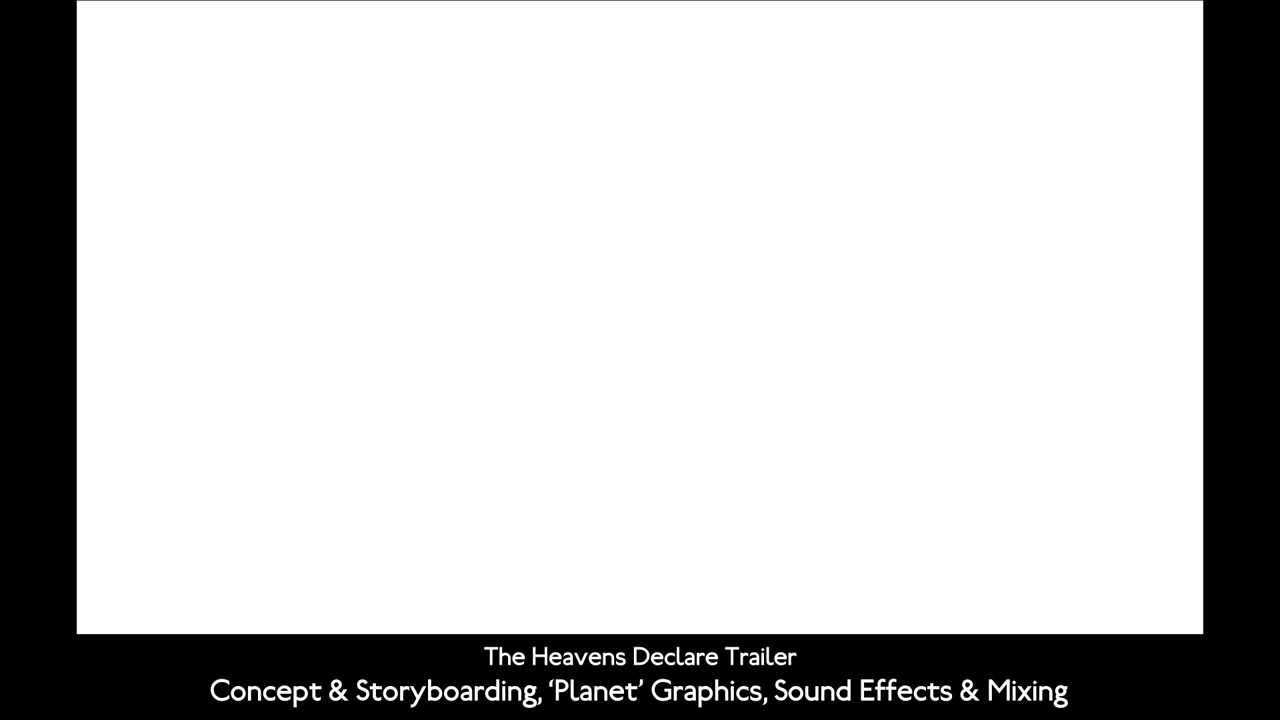 The Heavens Declare Trailer
Concept & Storyboarding, ‘Planet’ Graphics, Sound Effects & Mixing